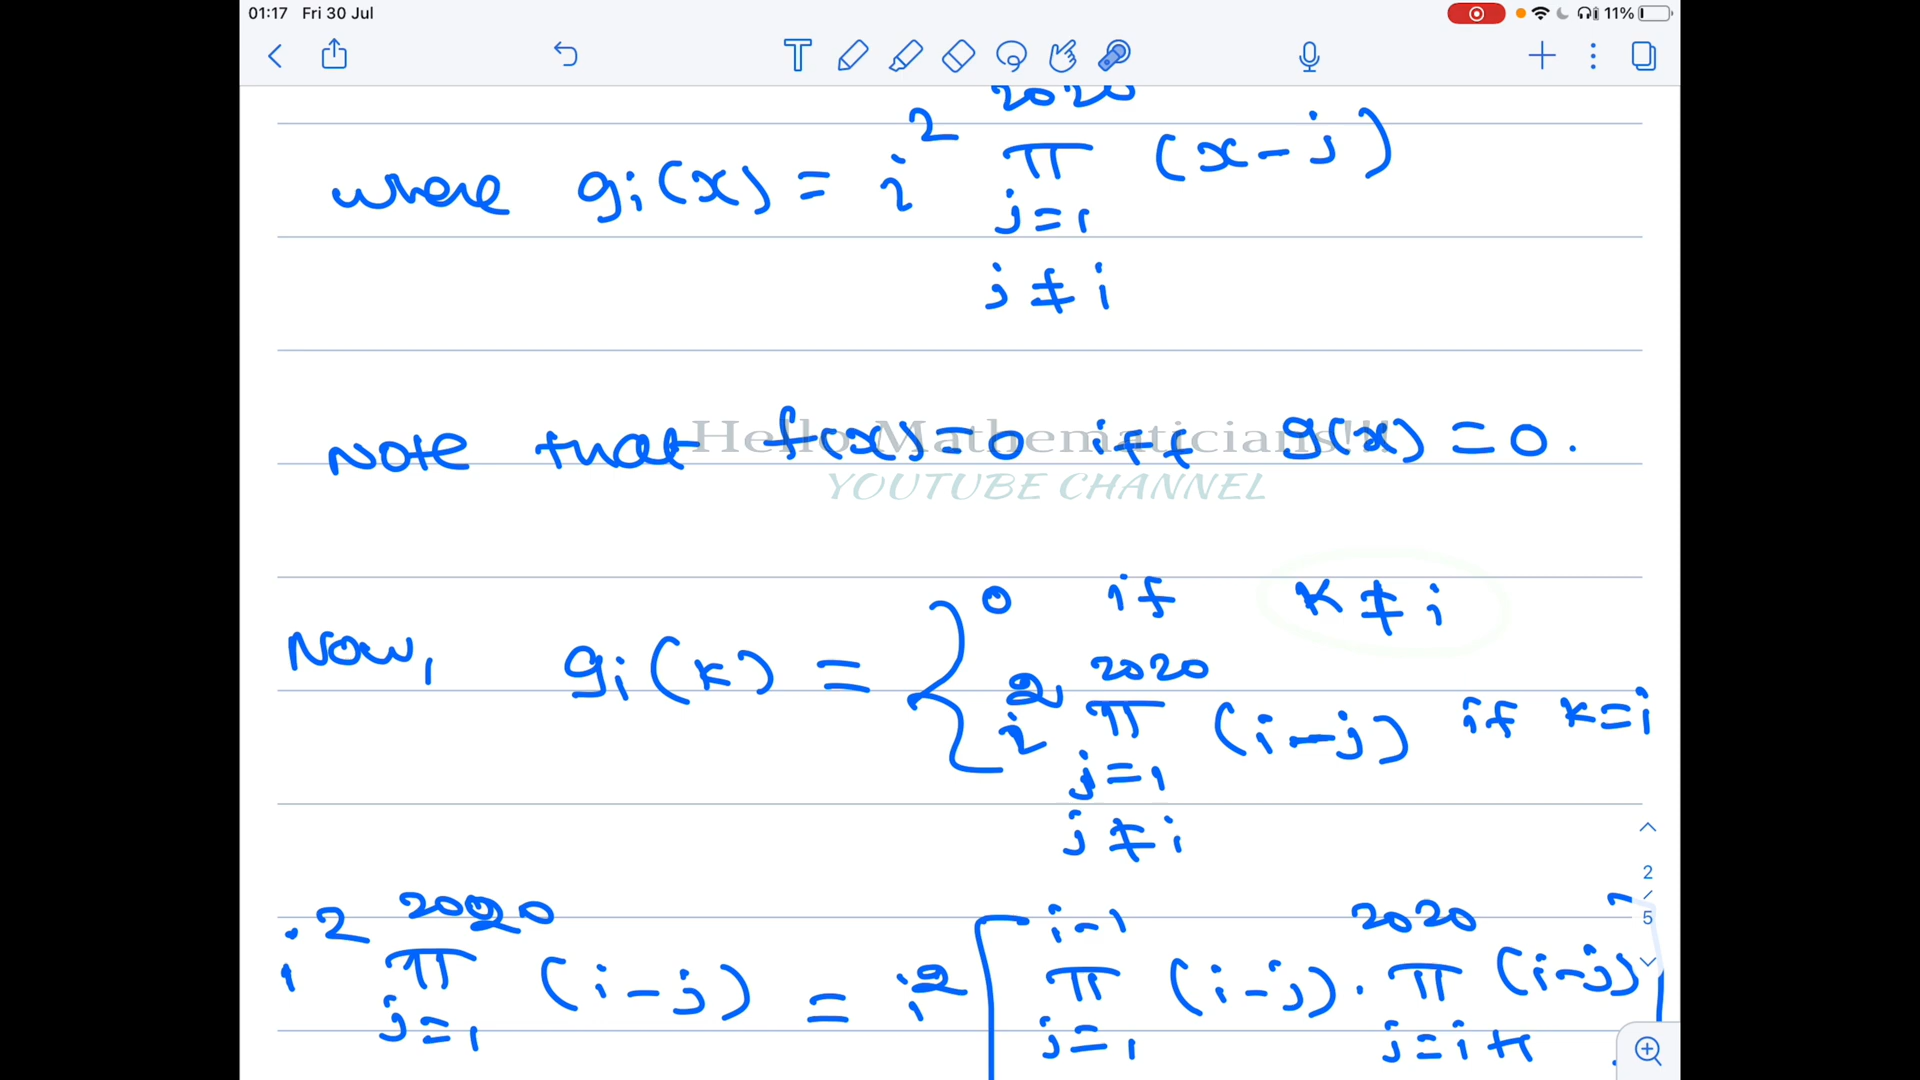 01:17 Fri 30 Jul 11%
2020
where gᵢ(x) = i² π (x-j)
j=1
j≠i
Note that f(x)=0 iff g(x)=0.
Hello Mathematicians!!!
YOUTUBE CHANNEL
0 if k≠i
Now, gᵢ(k) = {
2020
i² π (i-j) if k=i
j=1
j≠i
2
5
2020 i-1 2020
i² π (i-j) = i² [ π (i-j) . π (i-j) ]
j=1 j=1 j=i+1